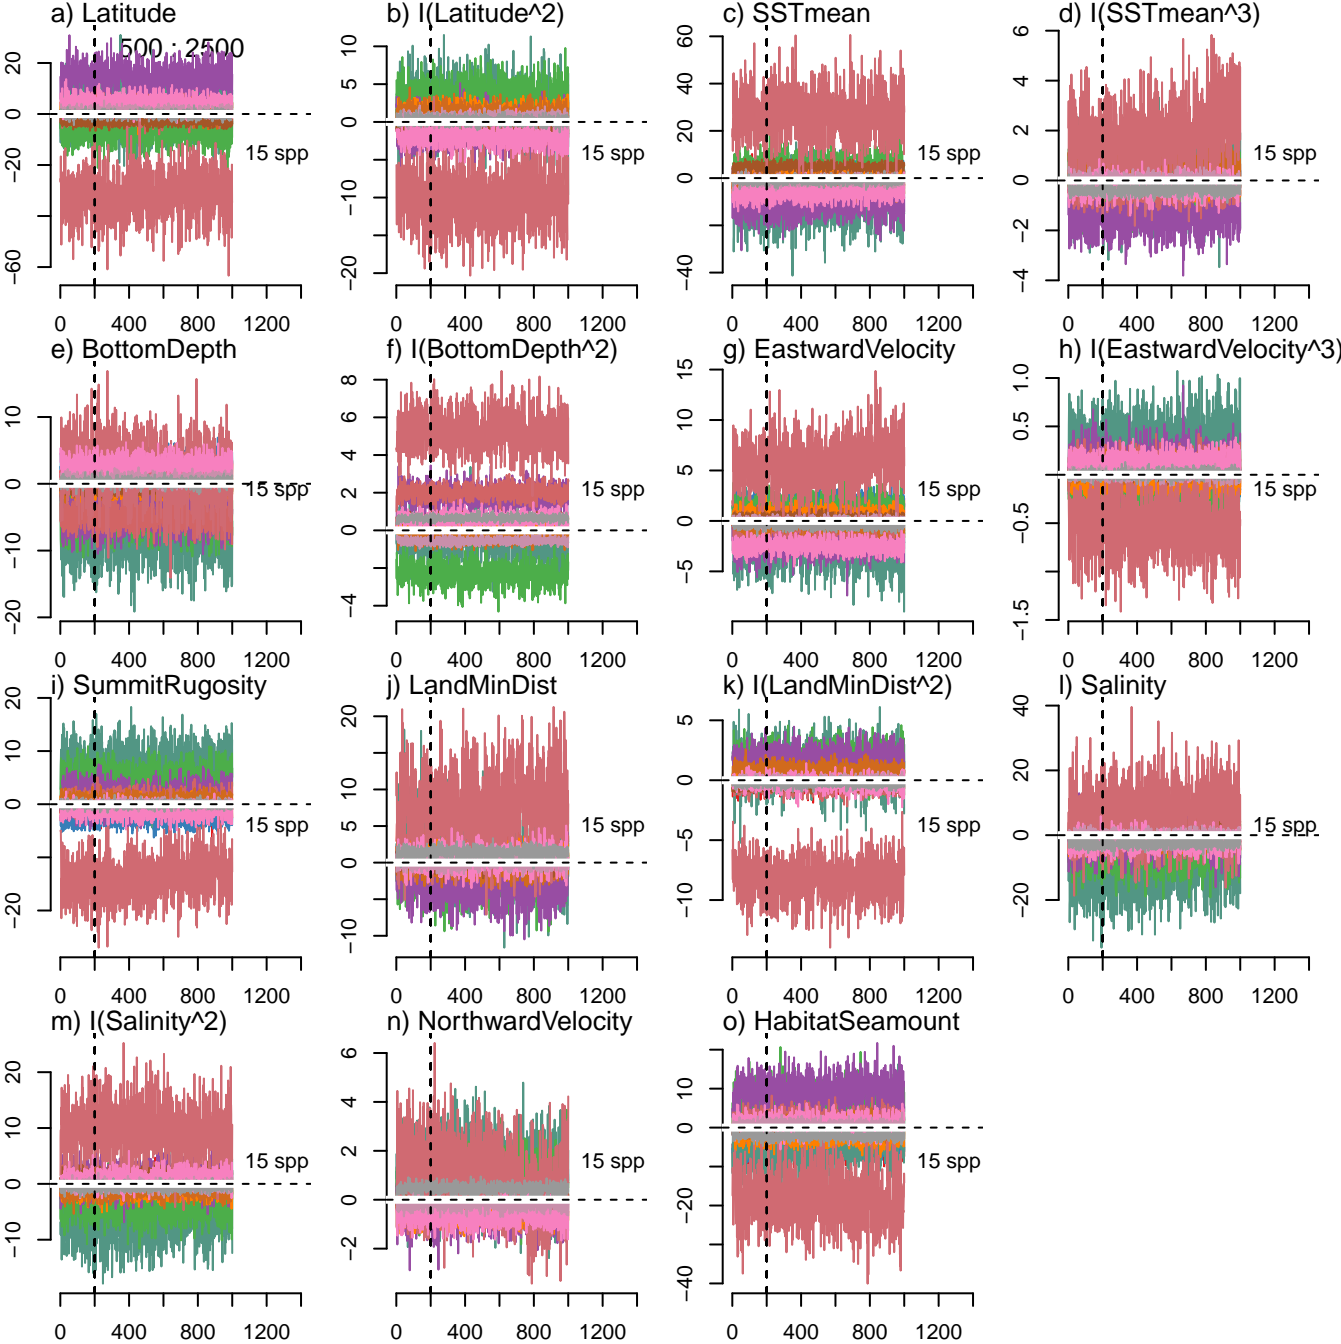 a) Latitude
500 : 2500
20
0
−20
−60
15 spp
0 400 800 1200
b) I(Latitude^2)
10
5
0
−10
−20
15 spp
0 400 800 1200
c) SSTmean
60
40
20
0
−40
15 spp
0 400 800 1200
d) I(SSTmean^3)
6
4
2
0
−2
−4
15 spp
0 400 800 1200
e) BottomDepth
10
0
−10
−20
15 spp
0 400 800 1200
f) I(BottomDepth^2)
8
6
4
2
0
−4
15 spp
0 400 800 1200
g) EastwardVelocity
15
10
5
0
−5
15 spp
0 400 800 1200
h) I(EastwardVelocity^3)
1.0
0.5
−0.5
−1.5
15 spp
0 400 800 1200
i) SummitRugosity
20
10
0
−20
15 spp
0 400 800 1200
j) LandMinDist
20
15
10
5
0
−10
15 spp
0 400 800 1200
k) I(LandMinDist^2)
5
0
−5
−10
15 spp
0 400 800 1200
l) Salinity
40
20
0
−20
15 spp
0 400 800 1200
m) I(Salinity^2)
20
10
0
−10
15 spp
0 400 800 1200
n) NorthwardVelocity
6
4
2
0
−2
15 spp
0 400 800 1200
o) HabitatSeamount
10
0
−20
−40
15 spp
0 400 800 1200